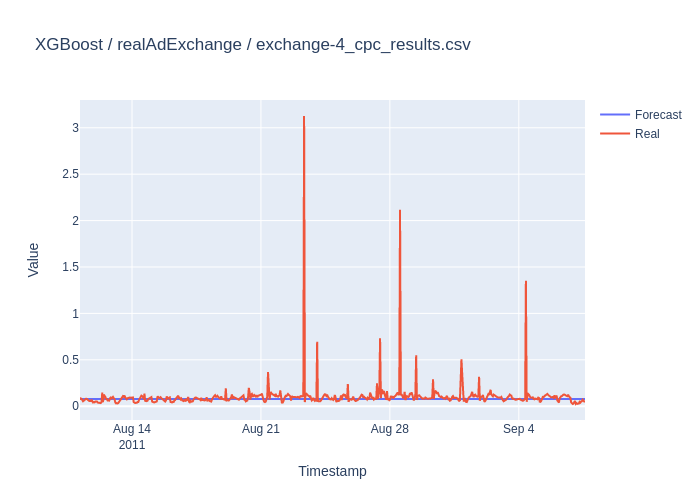 XGBoost / realAdExchange / exchange-4_cpc_results.csv
Forecast
Real
3
2.5
2
1.5
1
0.5
0
Value
Aug 14
2011
Aug 21
Aug 28
Sep 4
Timestamp